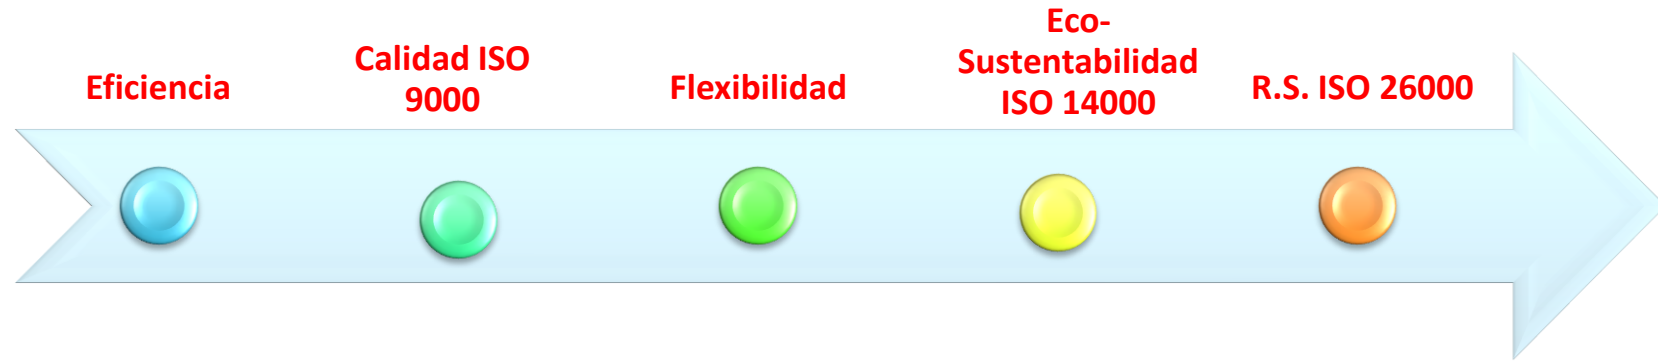 Eficiencia
Calidad ISO
9000
Flexibilidad
Eco-
Sustentabilidad
ISO 14000
R.S. ISO 26000